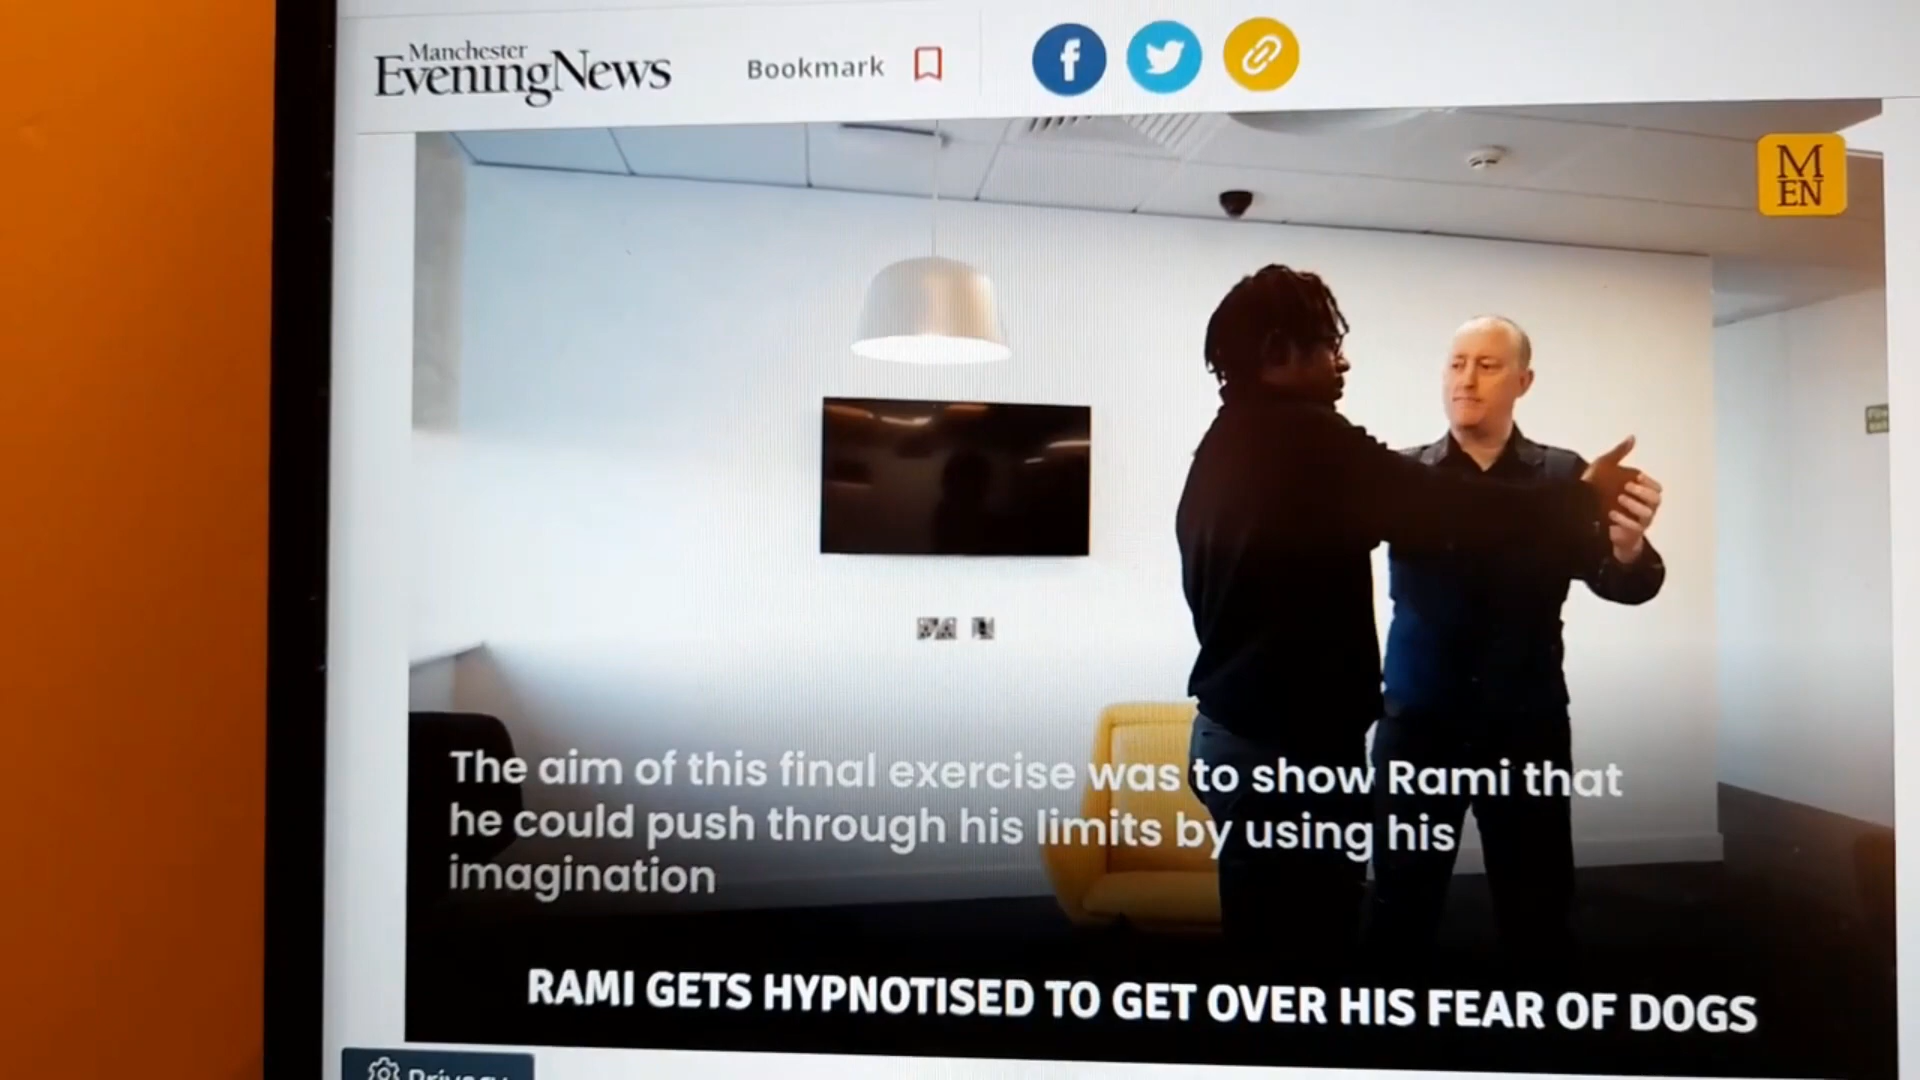 Manchester
EveningNews
Bookmark
M
EN
The aim of this final exercise was to show Rami that
he could push through his limits by using his
imagination
RAMI GETS HYPNOTISED TO GET OVER HIS FEAR OF DOGS
Privacy